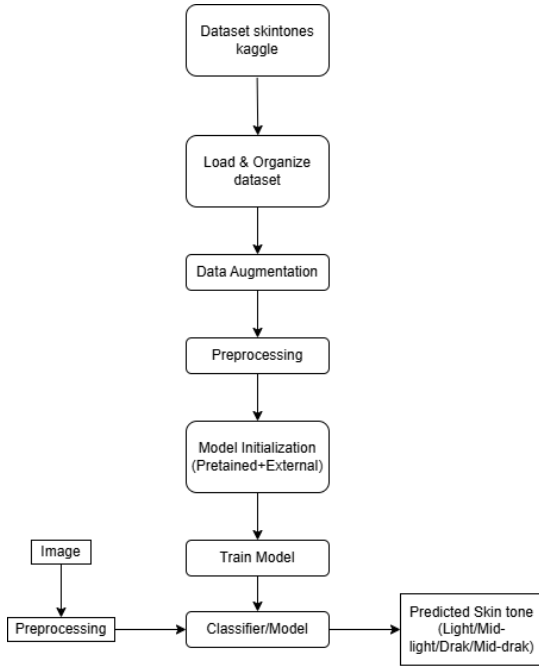 Dataset skintones
kaggle
Load & Organize
dataset
Data Augmentation
Preprocessing
Model Initialization
(Pretained+External)
Image
Train Model
Preprocessing
Classifier/Model
Predicted Skin tone
(Light/Mid-
light/Drak/Mid-drak)